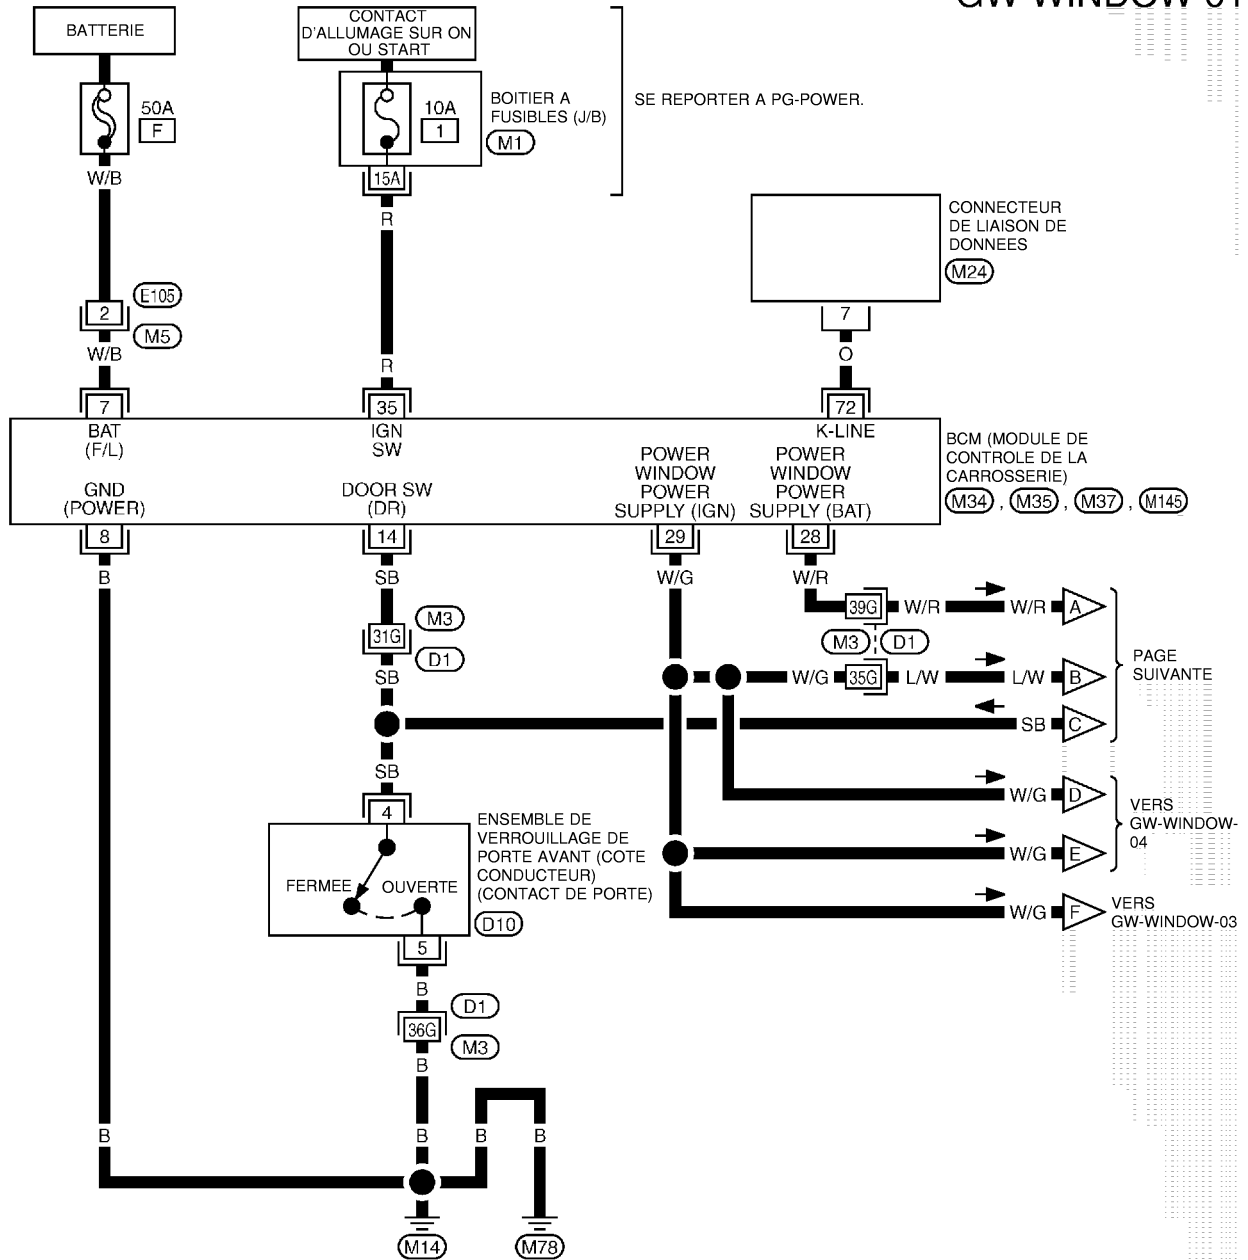 GW-WINDOW-01
BATTERIE
CONTACT
D'ALLUMAGE SUR ON
OU START
50A
F
10A
1
BOITIER A
FUSIBLES (J/B)
M1
SE REPORTER A PG-POWER.
W/B
15A
R
CONNECTEUR
DE LIAISON DE
DONNEES
M24
2
E105
M5
7
W/B
R
O
7
35
72
BAT
(F/L)
IGN
SW
K-LINE
POWER
WINDOW
POWER
SUPPLY (IGN)
POWER
WINDOW
POWER
SUPPLY (BAT)
BCM (MODULE DE
CONTROLE DE LA
CARROSSERIE)
M34 , M35 , M37 , M145
GND
(POWER)
DOOR SW
(DR)
8
14
29
28
B
SB
W/G
W/R
39G
W/R
W/R
A
31G
M3
D1
M3
D1
SB
W/G
35G
L/W
L/W
B
PAGE
SUIVANTE
SB
C
SB
4
W/G
D
VERS
GW-WINDOW-
04
ENSEMBLE DE
VERROUILLAGE DE
PORTE AVANT (COTE
CONDUCTEUR)
(CONTACT DE PORTE)
D10
W/G
E
FERMEE
OUVERTE
W/G
F
VERS
GW-WINDOW-03
5
B
D1
36G
M3
B
B
B
B
B
M14
M78